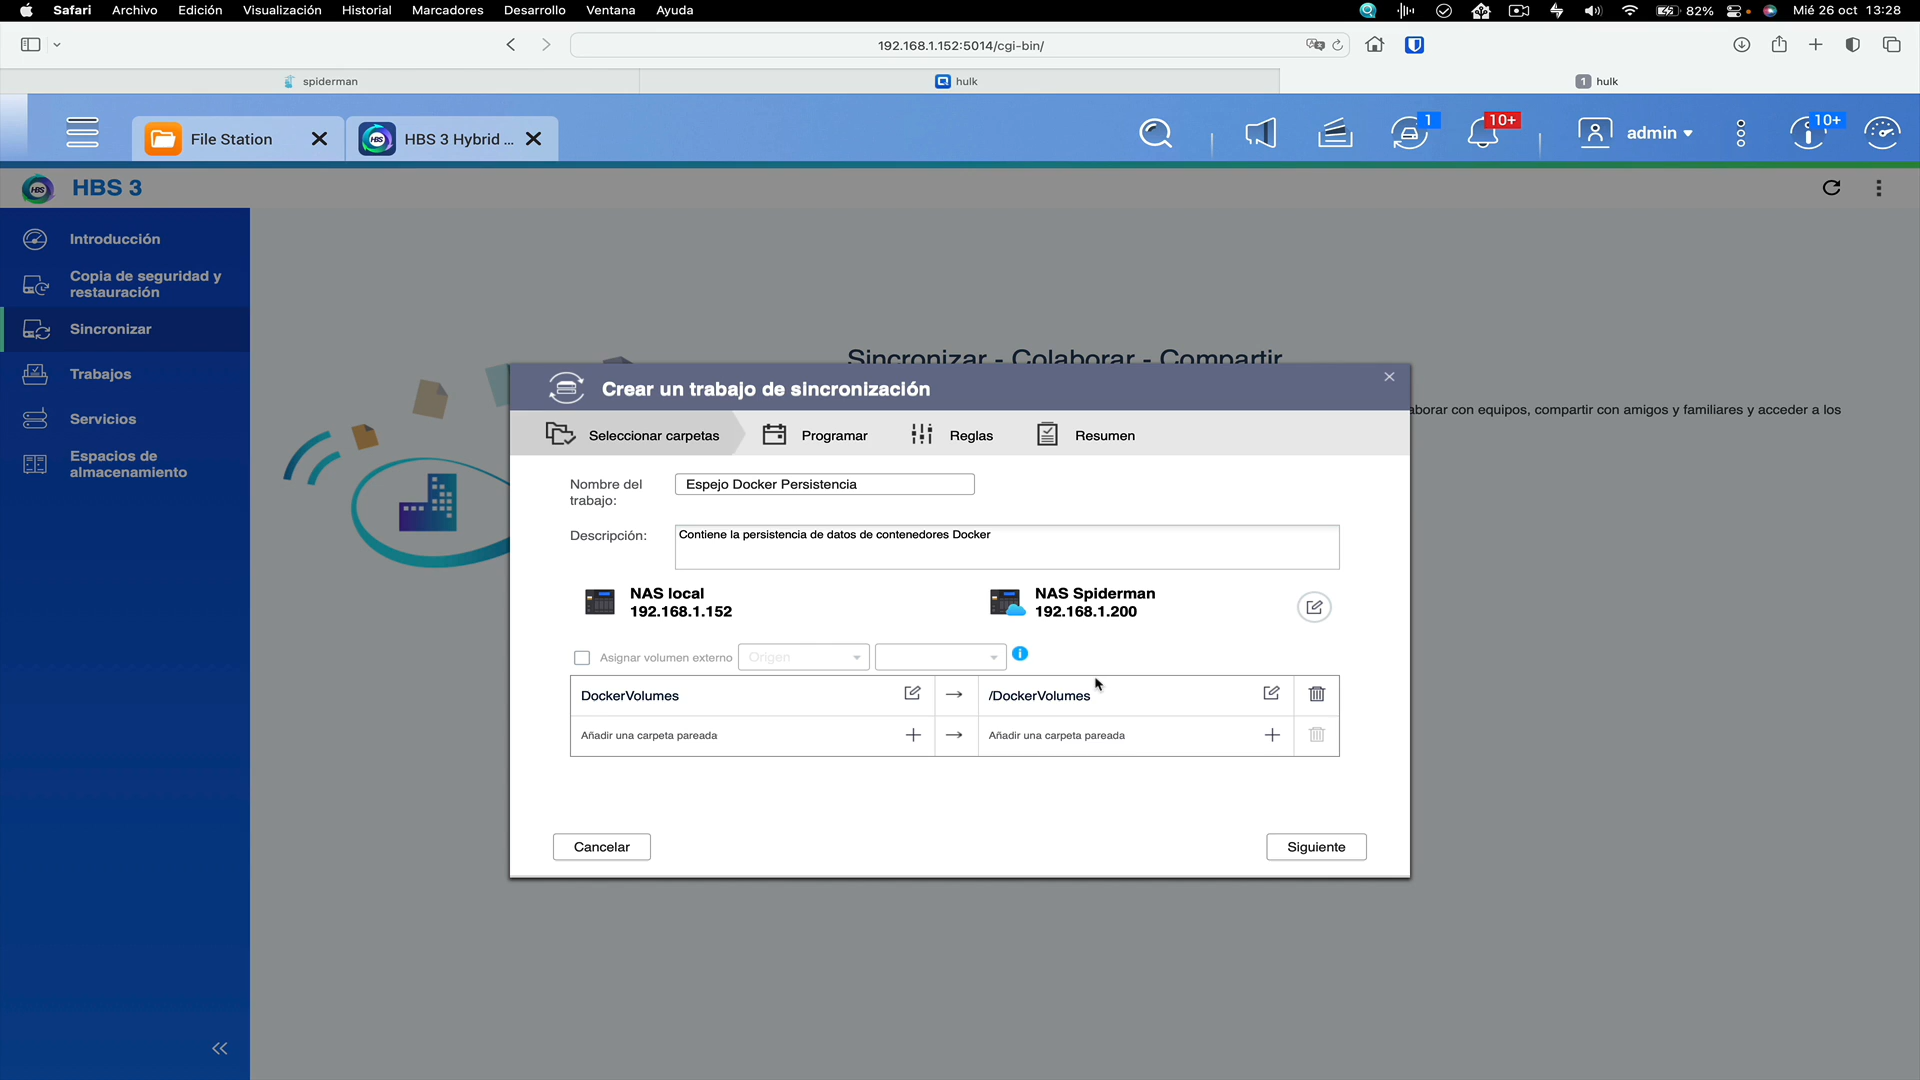 Safari Archivo Edición Visualización Historial Marcadores Desarrollo Ventana Ayuda 82% Mié 26 oct 13:28
192.168.1.152:5014/cgi-bin/
spiderman hulk 1 hulk
File Station HBS 3 Hybrid ... 1 10+ admin 10+
HBS HBS 3
Introducción
Copia de seguridad y
restauración
Sincronizar
Trabajos
Servicios
Espacios de
almacenamiento
Sincronizar - Colaborar - Compartir
aborar con equipos, compartir con amigos y familiares y acceder a los
Crear un trabajo de sincronización
Seleccionar carpetas Programar Reglas Resumen
Nombre del
trabajo:
Espejo Docker Persistencia
Descripción:
Contiene la persistencia de datos de contenedores Docker
NAS local
192.168.1.152
NAS Spiderman
192.168.1.200
Asignar volumen externo Origen
DockerVolumes /DockerVolumes
Añadir una carpeta pareada Añadir una carpeta pareada
Cancelar Siguiente